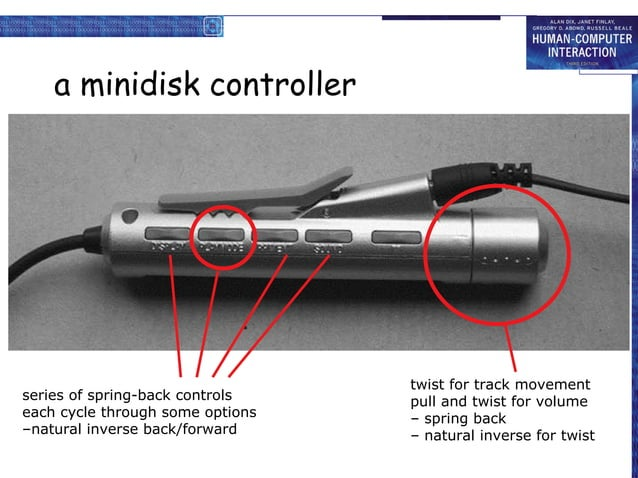 ALAN DIX, JANET FINLAY,
GREGORY D. ABOWD, RUSSELL BEALE
HUMAN-COMPUTER
INTERACTION
THIRD EDITION
a minidisk controller
DISPLAY PLAYMODE RPMENT SOUND
series of spring-back controls
each cycle through some options
–natural inverse back/forward
twist for track movement
pull and twist for volume
– spring back
– natural inverse for twist